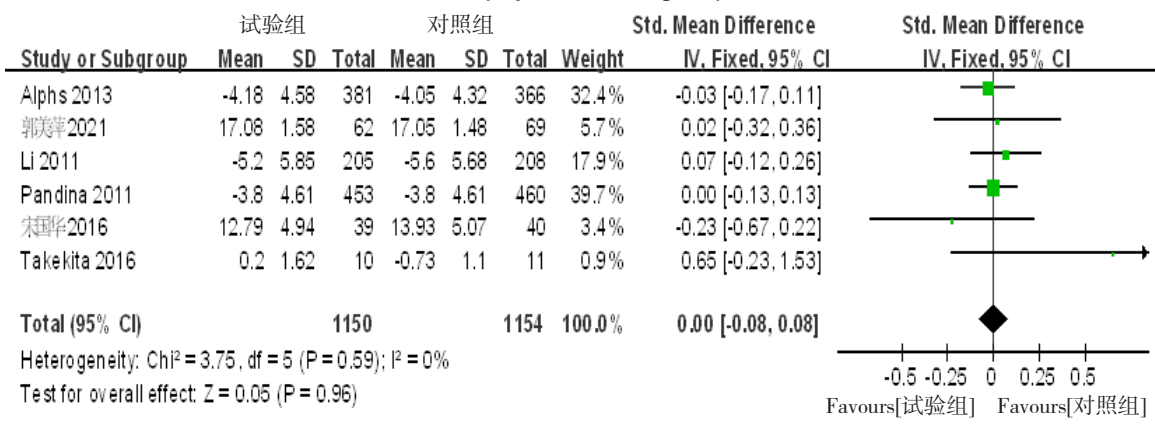 试验组 对照组 Std. Mean Difference Std. Mean Difference
Study or Subgroup Mean SD Total Mean SD Total Weight IV, Fixed, 95% CI IV, Fixed, 95% CI
Alphs 2013 -4.18 4.58 381 -4.05 4.32 366 32.4% -0.03 [-0.17, 0.11]
郭美萍2021 17.08 1.58 62 17.05 1.48 69 5.7% 0.02 [-0.32, 0.36]
Li 2011 -5.2 5.85 205 -5.6 5.68 208 17.9% 0.07 [-0.12, 0.26]
Pandina 2011 -3.8 4.61 453 -3.8 4.61 460 39.7% 0.00 [-0.13, 0.13]
宋国华2016 12.79 4.94 39 13.93 5.07 40 3.4% -0.23 [-0.67, 0.22]
Takekita 2016 0.2 1.62 10 -0.73 1.1 11 0.9% 0.65 [-0.23, 1.53]
Total (95% CI) 1150 1154 100.0% 0.00 [-0.08, 0.08]
Heterogeneity: Chi² = 3.75, df = 5 (P = 0.59); I² = 0%
Test for overall effect: Z = 0.05 (P = 0.96)
-0.5 -0.25 0 0.25 0.5
Favours[试验组] Favours[对照组]